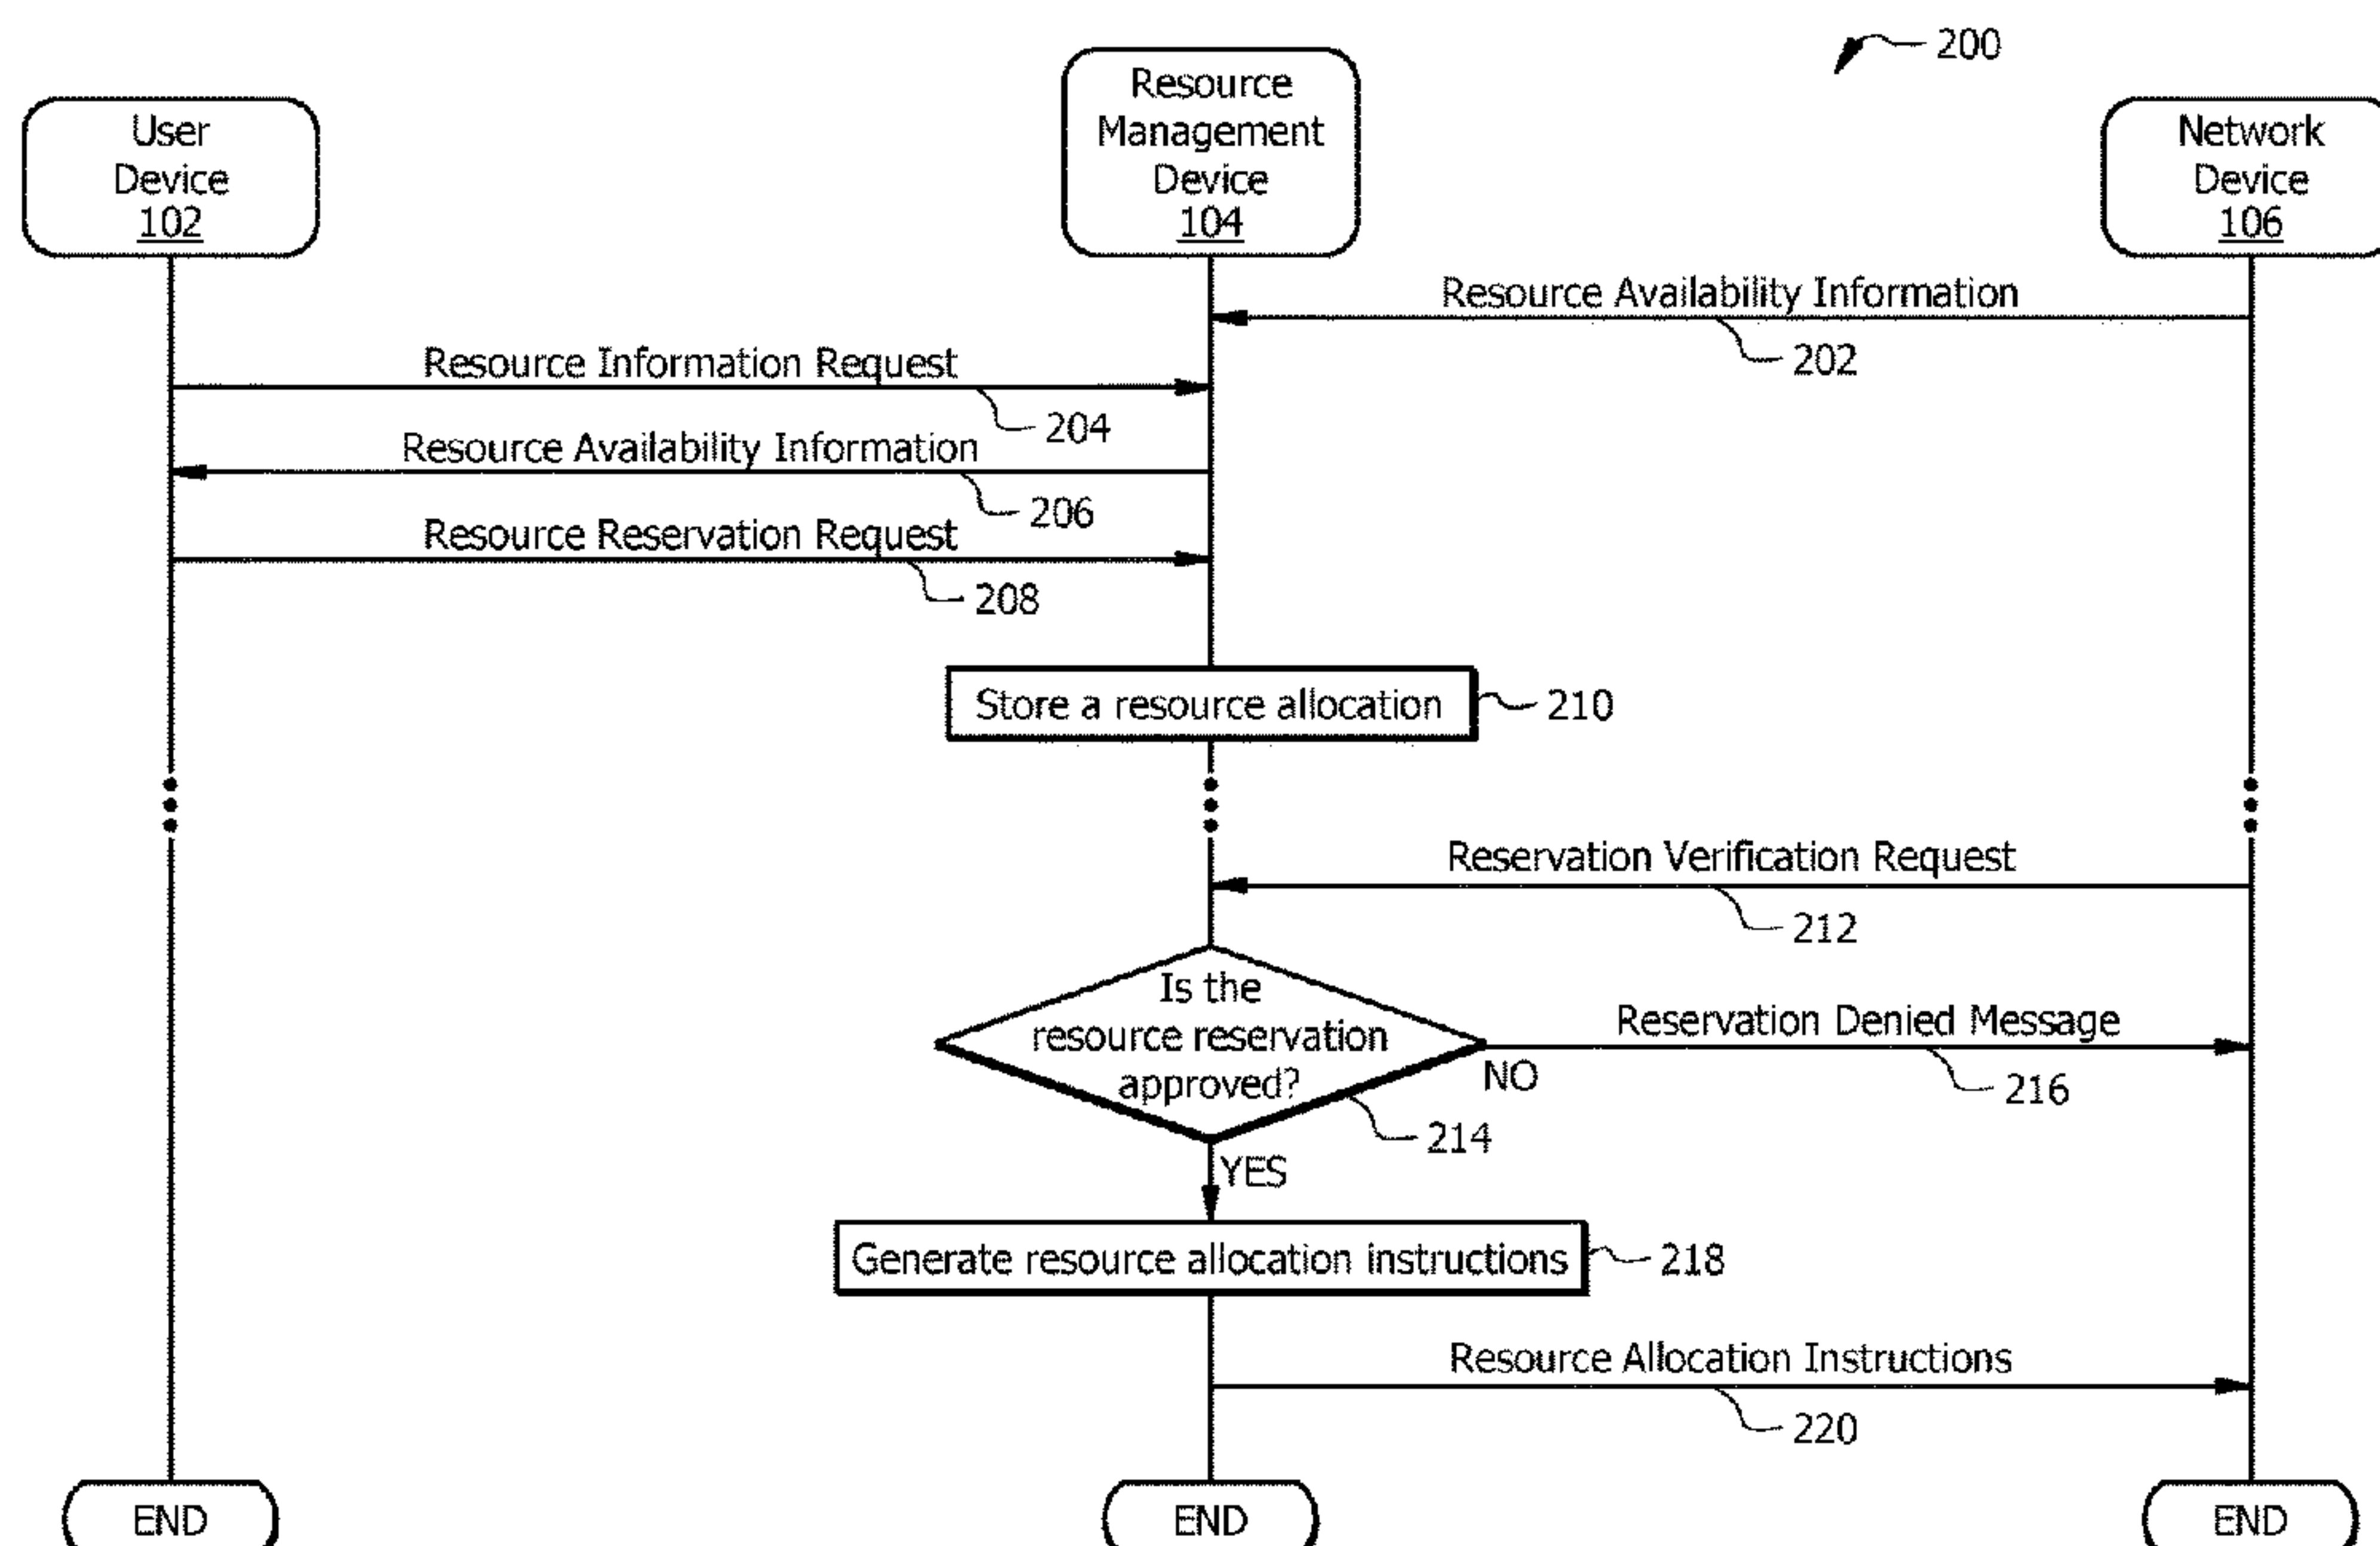 200
User
Device
102
Resource
Management
Device
104
Network
Device
106
Resource Availability Information
202
Resource Information Request
204
Resource Availability Information
206
Resource Reservation Request
208
Store a resource allocation
210
Reservation Verification Request
212
Is the
resource reservation
approved?
214
NO
Reservation Denied Message
216
YES
Generate resource allocation instructions
218
Resource Allocation Instructions
220
END
END
END